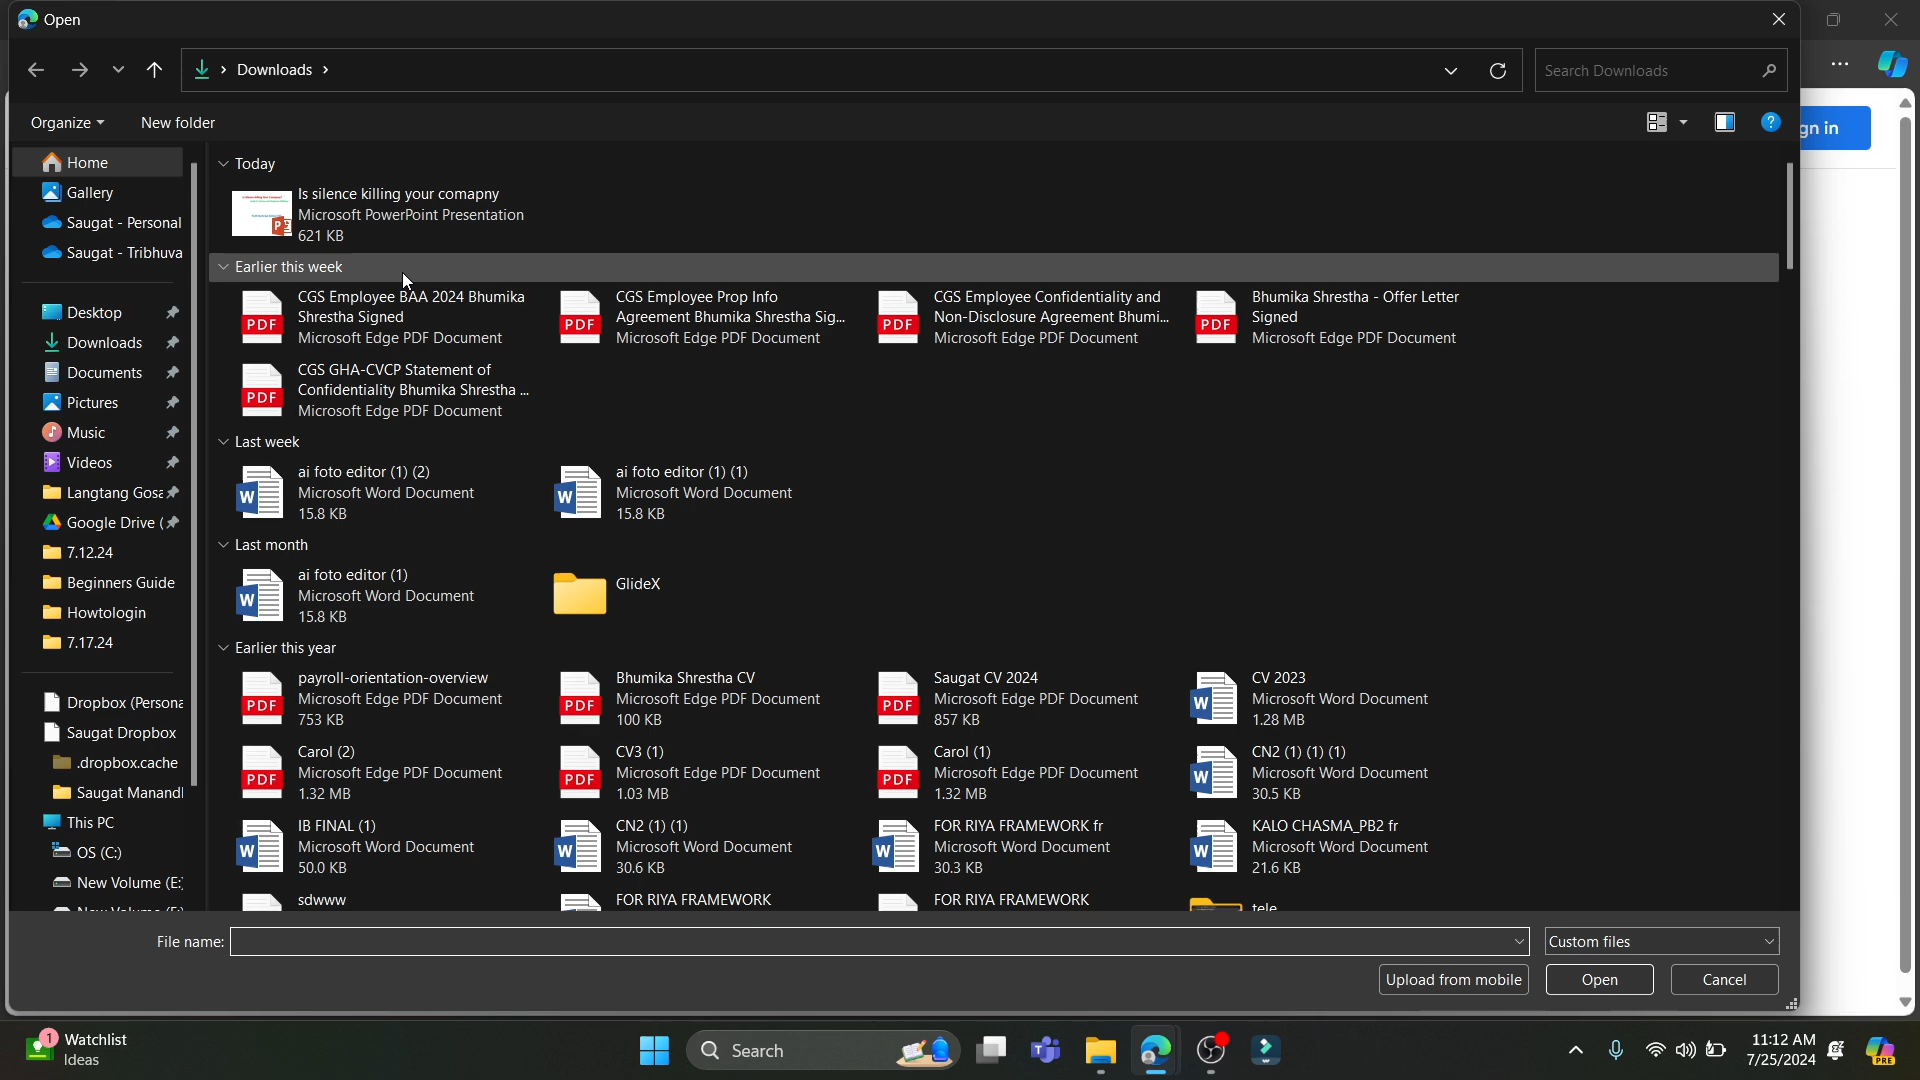 Open
Downloads
Search Downloads
Organize
New folder
gn in
Home
Gallery
Saugat - Personal
Saugat - Tribhuva
Desktop
Downloads
Documents
Pictures
Music
Videos
Langtang Gosa
Google Drive (
7.12.24
Beginners Guide
Howtologin
7.17.24
Dropbox (Persona
Saugat Dropbox
.dropbox.cache
Saugat Manandh
This PC
OS (C:)
New Volume (E:
Today
Is silence killing your comapny
Microsoft PowerPoint Presentation
621 KB
Earlier this week
CGS Employee BAA 2024 Bhumika
Shrestha Signed
Microsoft Edge PDF Document
CGS Employee Prop Info
Agreement Bhumika Shrestha Sig...
Microsoft Edge PDF Document
CGS Employee Confidentiality and
Non-Disclosure Agreement Bhumi...
Microsoft Edge PDF Document
Bhumika Shrestha - Offer Letter
Signed
Microsoft Edge PDF Document
CGS GHA-CVCP Statement of
Confidentiality Bhumika Shrestha ...
Microsoft Edge PDF Document
Last week
ai foto editor (1) (2)
Microsoft Word Document
15.8 KB
ai foto editor (1) (1)
Microsoft Word Document
15.8 KB
Last month
ai foto editor (1)
Microsoft Word Document
15.8 KB
GlideX
Earlier this year
payroll-orientation-overview
Microsoft Edge PDF Document
753 KB
Bhumika Shrestha CV
Microsoft Edge PDF Document
100 KB
Saugat CV 2024
Microsoft Edge PDF Document
857 KB
CV 2023
Microsoft Word Document
1.28 MB
Carol (2)
Microsoft Edge PDF Document
1.32 MB
CV3 (1)
Microsoft Edge PDF Document
1.03 MB
Carol (1)
Microsoft Edge PDF Document
1.32 MB
CN2 (1) (1) (1)
Microsoft Word Document
30.5 KB
IB FINAL (1)
Microsoft Word Document
50.0 KB
CN2 (1) (1)
Microsoft Word Document
30.6 KB
FOR RIYA FRAMEWORK fr
Microsoft Word Document
30.3 KB
KALO CHASMA_PB2 fr
Microsoft Word Document
21.6 KB
sdwww
FOR RIYA FRAMEWORK
FOR RIYA FRAMEWORK
tele
File name:
Custom files
Upload from mobile
Open
Cancel
1
Watchlist
Ideas
Search
11:12 AM
7/25/2024
PRE